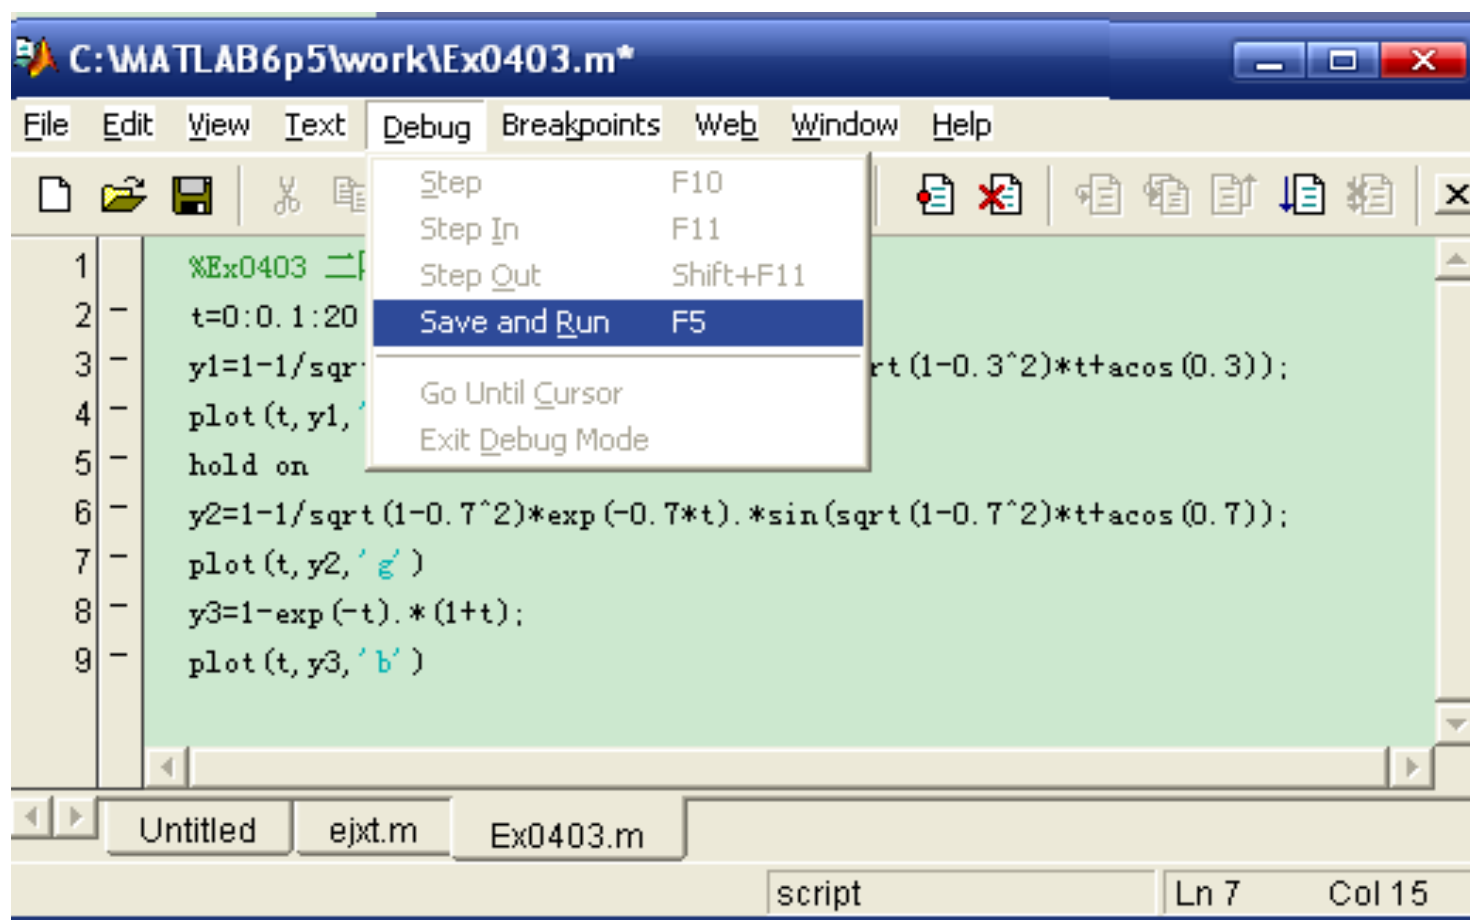 C:\MATLAB6p5\work\Ex0403.m*
File Edit View Text Debug Breakpoints Web Window Help
Step F10
Step In F11
Step Out Shift+F11
Save and Run F5
Go Until Cursor
Exit Debug Mode
1 %Ex0403 二
2 - t=0:0.1:20
3 - y1=1-1/sqr rt(1-0.3^2)*t+acos(0.3));
4 - plot(t,y1,'
5 - hold on
6 - y2=1-1/sqrt(1-0.7^2)*exp(-0.7*t).*sin(sqrt(1-0.7^2)*t+acos(0.7));
7 - plot(t,y2,'g')
8 - y3=1-exp(-t).*(1+t);
9 - plot(t,y3,'b')
Untitled ejxt.m Ex0403.m
script Ln 7 Col 15